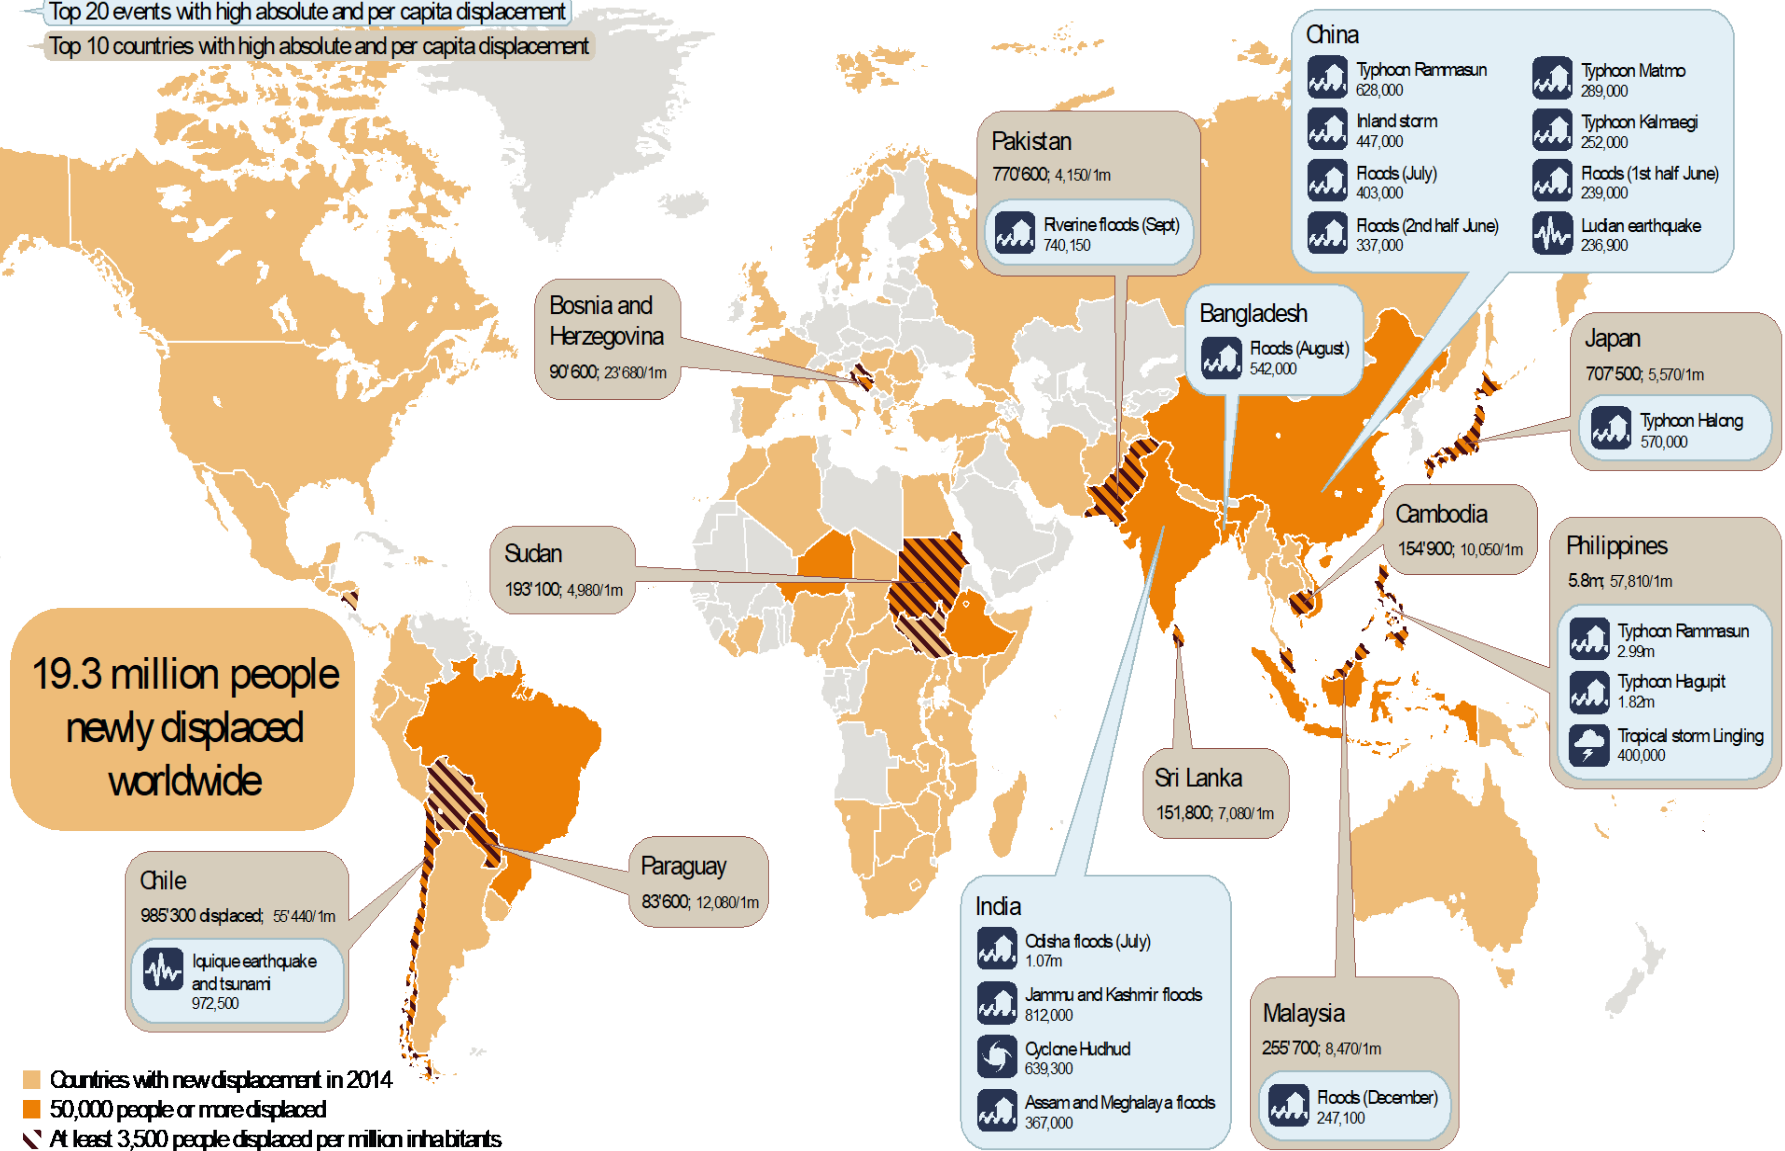 Top 20 events with high absolute and per capita displacement
Top 10 countries with high absolute and per capita displacement
China
Typhoon Rammasun
628,000
Inland storm
447,000
Floods (July)
403,000
Floods (2nd half June)
337,000
Typhoon Matmo
289,000
Typhoon Kalmaegi
252,000
Floods (1st half June)
239,000
Ludian earthquake
236,900
Pakistan
770'600; 4,150/1m
Riverine floods (Sept)
740,150
Bosnia and
Herzegovina
90'600; 23'680/1m
Bangladesh
Floods (August)
542,000
Japan
707'500; 5,570/1m
Typhoon Halong
570,000
Sudan
193'100; 4,980/1m
Cambodia
154'900; 10,050/1m
Philippines
5.8m; 57,810/1m
Typhoon Rammasun
2.99m
Typhoon Hagupit
1.82m
Tropical storm Lingling
400,000
19.3 million people
newly displaced
worldwide
Sri Lanka
151,800; 7,080/1m
Chile
985'300 displaced; 55'440/1m
Iquique earthquake
and tsunami
972,500
Paraguay
83'600; 12,080/1m
India
Odisha floods (July)
1.07m
Jammu and Kashmir floods
812,000
Cyclone Hudhud
639,300
Assam and Meghalaya floods
367,000
Malaysia
255'700; 8,470/1m
Floods (December)
247,100
Countries with new displacement in 2014
50,000 people or more displaced
At least 3,500 people displaced per million inhabitants